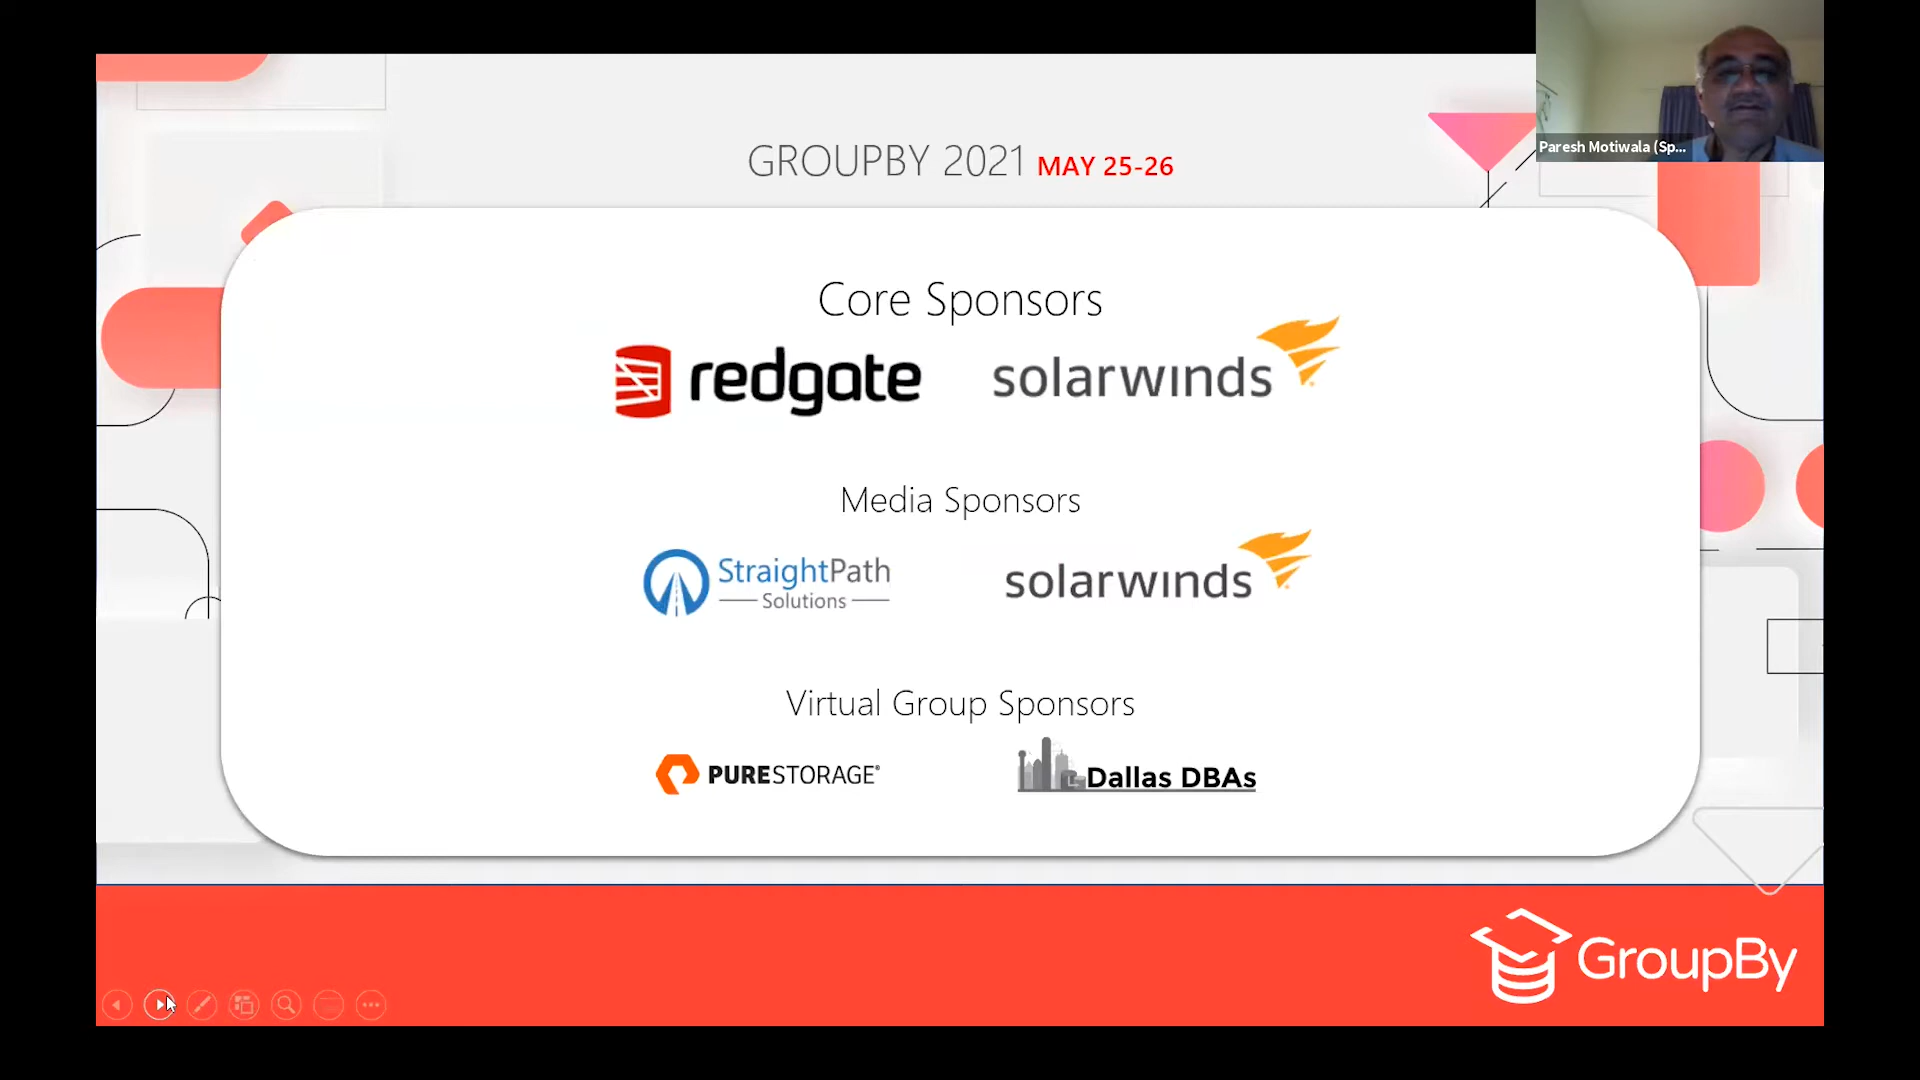 Paresh Motiwala (Sp...
GROUPBY 2021 MAY 25-26
Core Sponsors
redgate solarwinds
Media Sponsors
StraightPath
Solutions
solarwinds
Virtual Group Sponsors
PURESTORAGE® Dallas DBAs
GroupBy